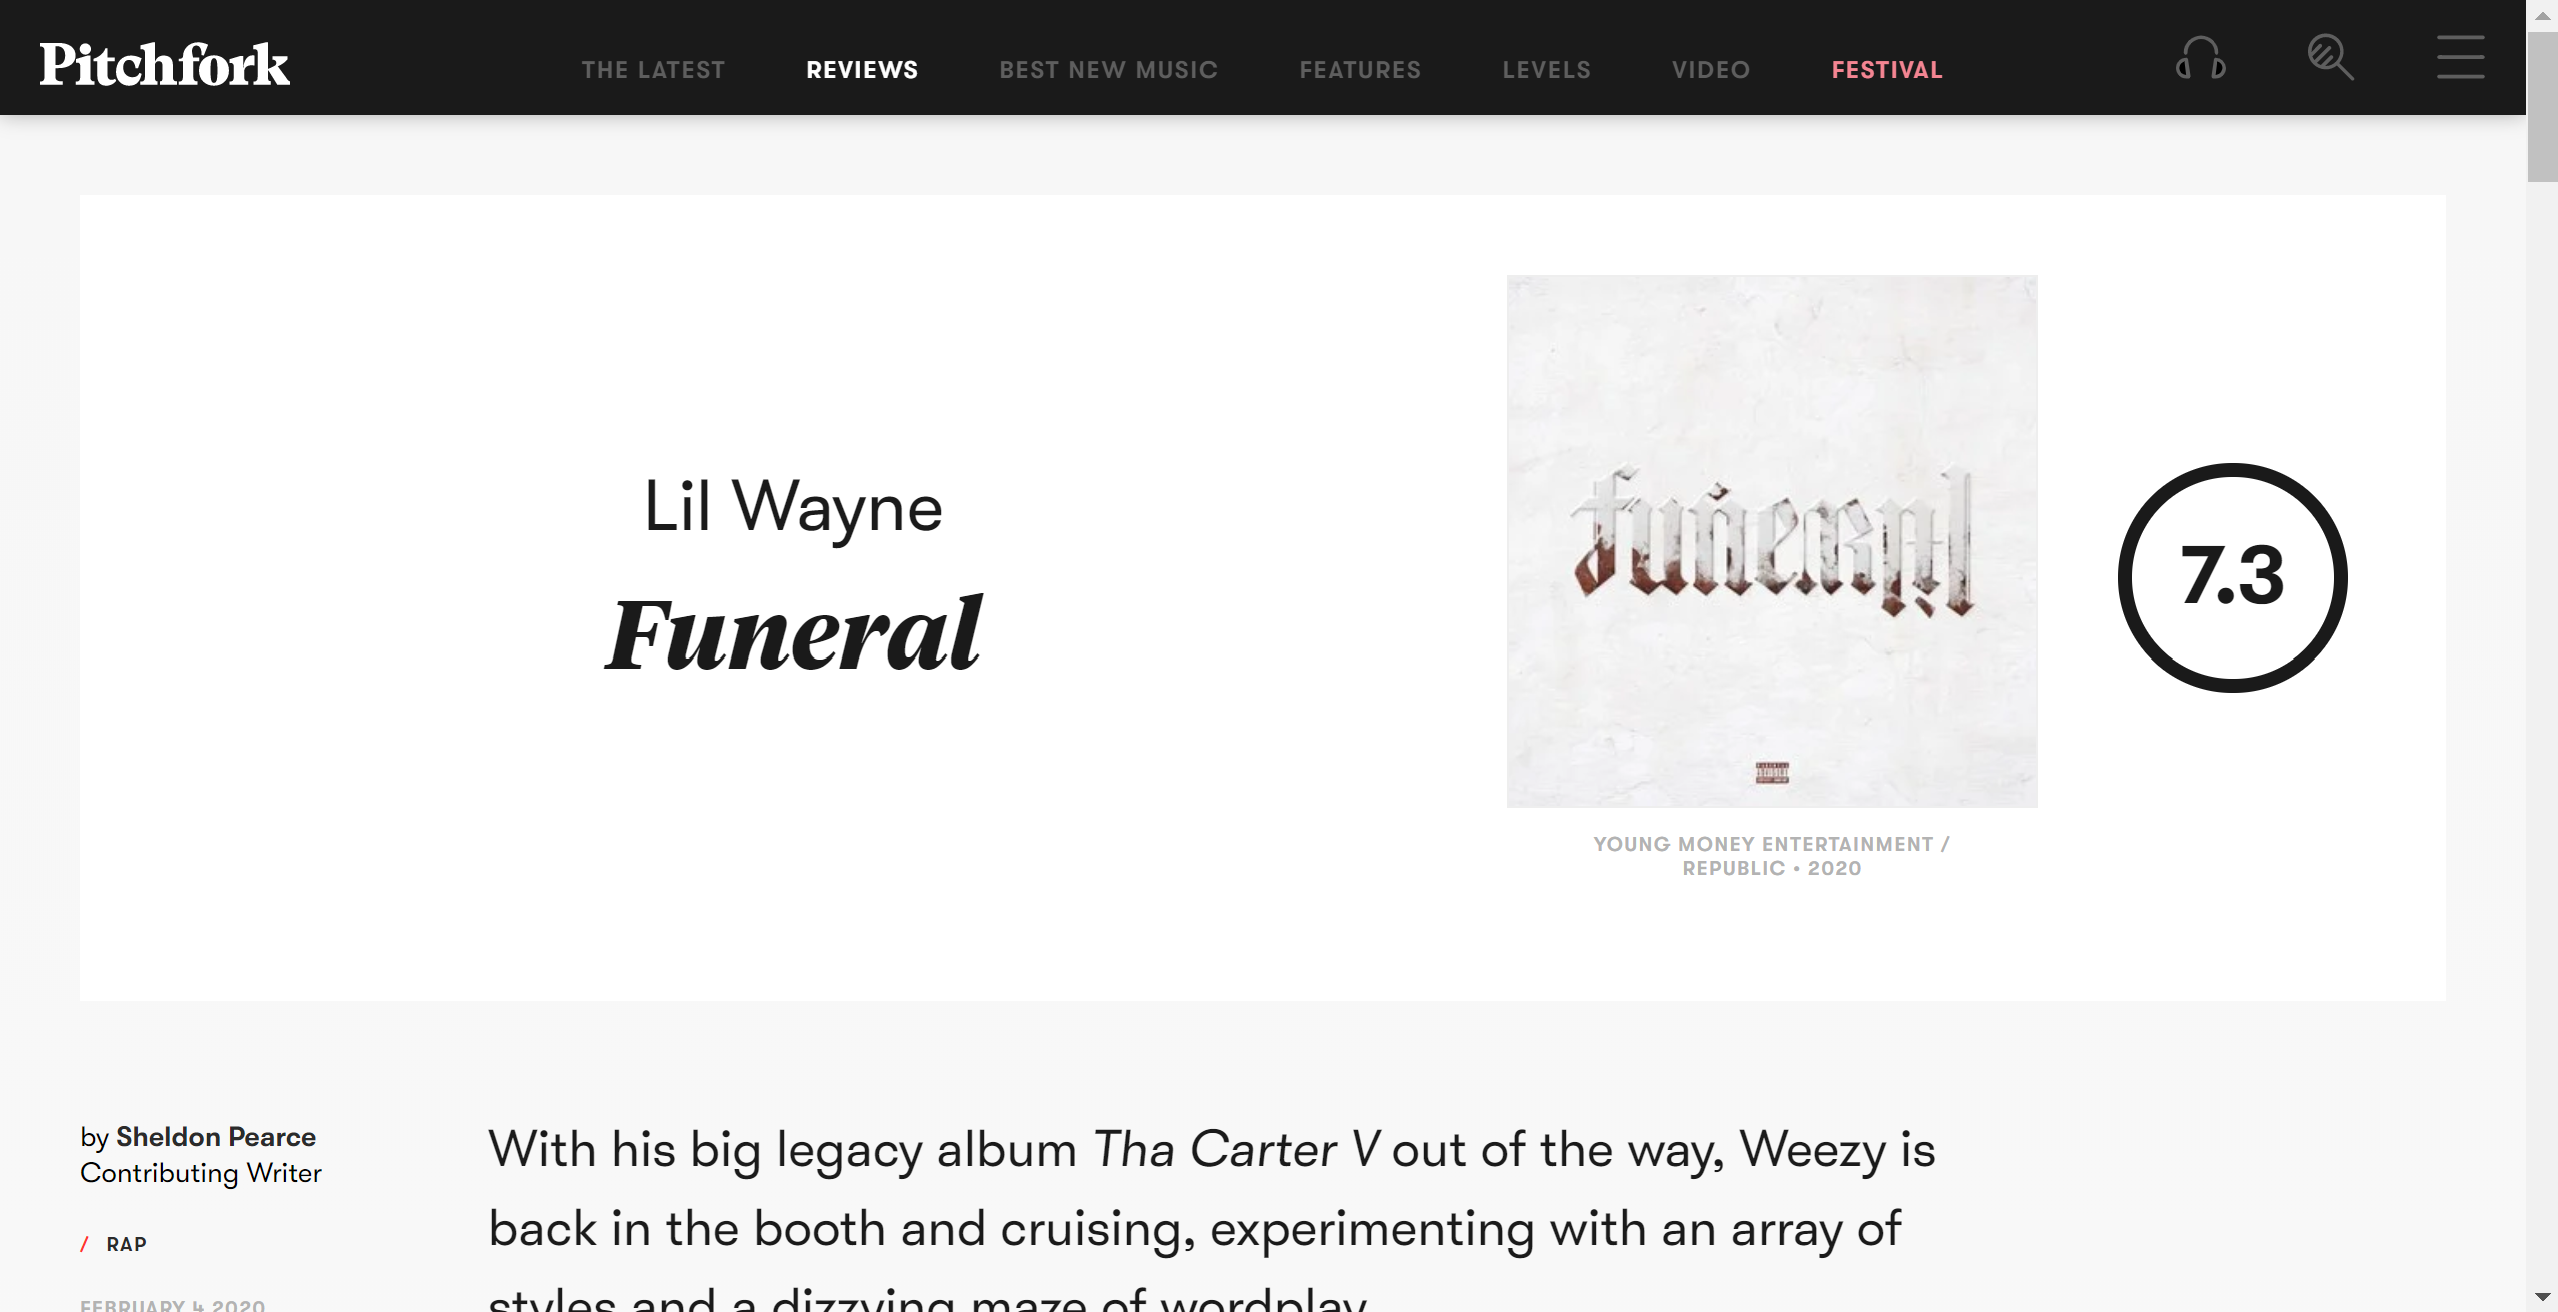 Pitchfork
THE LATEST REVIEWS BEST NEW MUSIC FEATURES LEVELS VIDEO FESTIVAL
Lil Wayne
Funeral
funeral
7.3
YOUNG MONEY ENTERTAINMENT /
REPUBLIC • 2020
by Sheldon Pearce
Contributing Writer
/ RAP
FEBRUARY 4 2020
With his big legacy album Tha Carter V out of the way, Weezy is
back in the booth and cruising, experimenting with an array of
styles and a dizzying maze of wordplay.